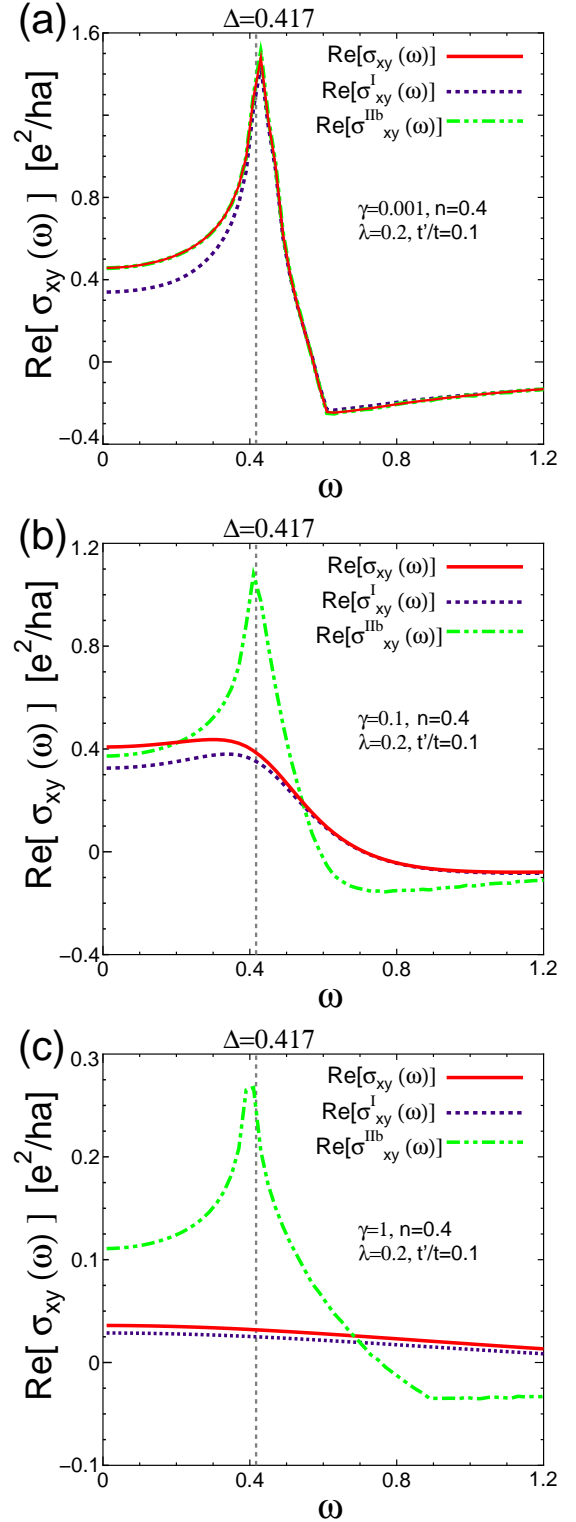 (a)
Δ=0.417
Re[ σxy (ω) ] [e²/ha]
1.6
0.8
0.4
0
−0.4
Re[σxy (ω)]
Re[σᴵxy (ω)]
Re[σᴵᴵᵇxy (ω)]
γ=0.001, n=0.4
λ=0.2, t'/t=0.1
0 0.4 0.8 1.2
ω
(b)
Δ=0.417
Re[ σxy (ω) ] [e²/ha]
1.2
0.8
0.4
0
−0.4
Re[σxy (ω)]
Re[σᴵxy (ω)]
Re[σᴵᴵᵇxy (ω)]
γ=0.1, n=0.4
λ=0.2, t'/t=0.1
0 0.4 0.8 1.2
ω
(c)
Δ=0.417
Re[ σxy (ω) ] [e²/ha]
0.3
0.2
0.1
0
−0.1
Re[σxy (ω)]
Re[σᴵxy (ω)]
Re[σᴵᴵᵇxy (ω)]
γ=1, n=0.4
λ=0.2, t'/t=0.1
0 0.4 0.8 1.2
ω